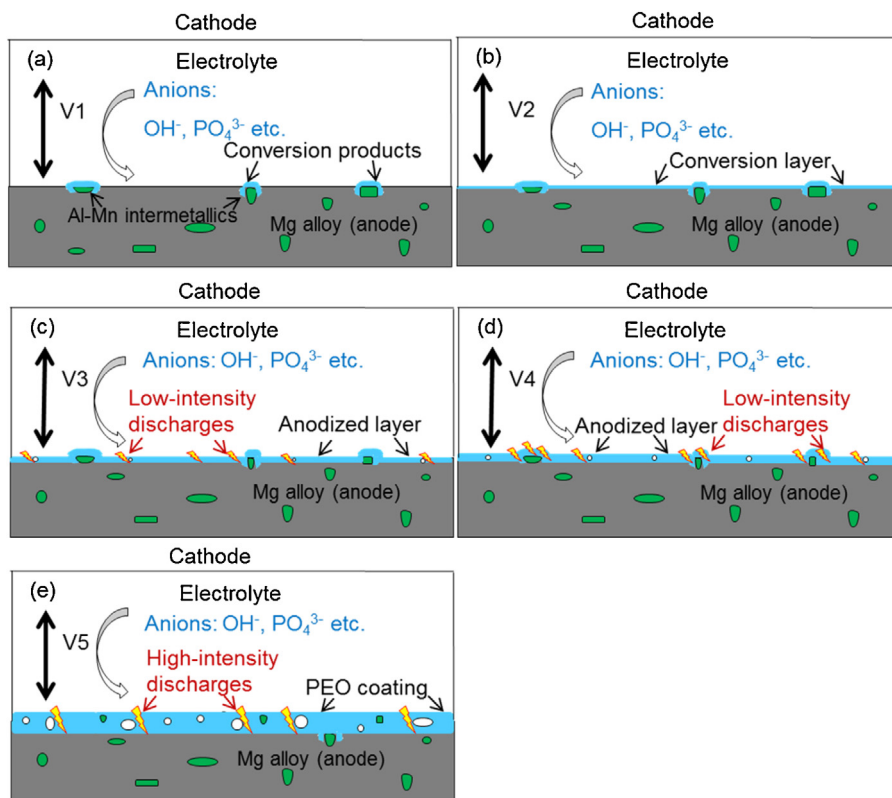 Cathode
(a)
Electrolyte
V1
Anions:
OH⁻, PO₄³⁻ etc.
Conversion products
Al-Mn intermetallics
Mg alloy (anode)
Cathode
(b)
Electrolyte
V2
Anions:
OH⁻, PO₄³⁻ etc.
Conversion layer
Mg alloy (anode)
Cathode
(c)
Electrolyte
V3
Anions: OH⁻, PO₄³⁻ etc.
Low-intensity
discharges
Anodized layer
Mg alloy (anode)
Cathode
(d)
Electrolyte
V4
Anions: OH⁻, PO₄³⁻ etc.
Low-intensity
discharges
Anodized layer
Mg alloy (anode)
Cathode
(e)
Electrolyte
V5
Anions: OH⁻, PO₄³⁻ etc.
High-intensity
discharges
PEO coating
Mg alloy (anode)